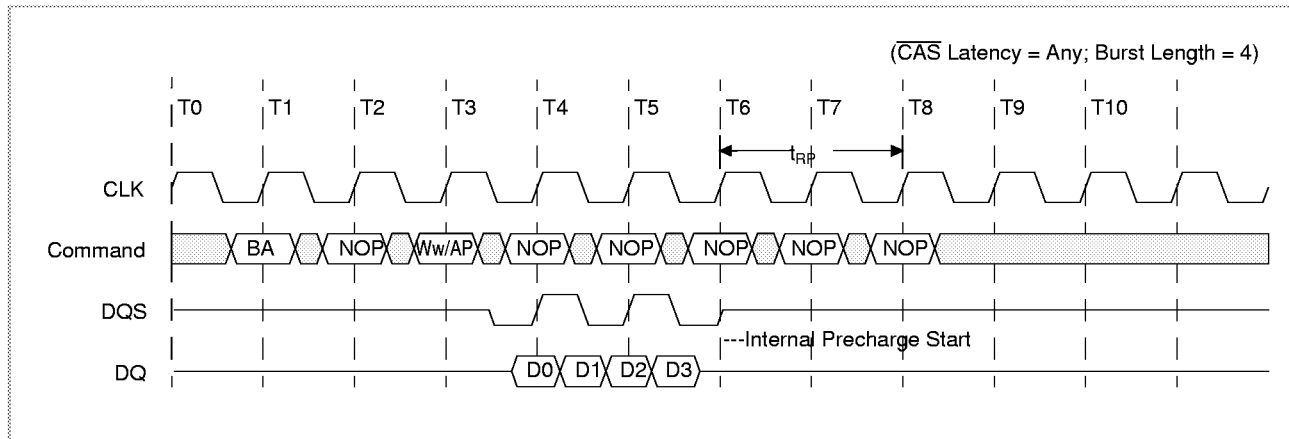 (CAS Latency = Any; Burst Length = 4)
T0 T1 T2 T3 T4 T5 T6 T7 T8 T9 T10
tRP
CLK
Command BA NOP Ww/AP NOP NOP NOP NOP NOP
DQS
---Internal Precharge Start
DQ D0 D1 D2 D3